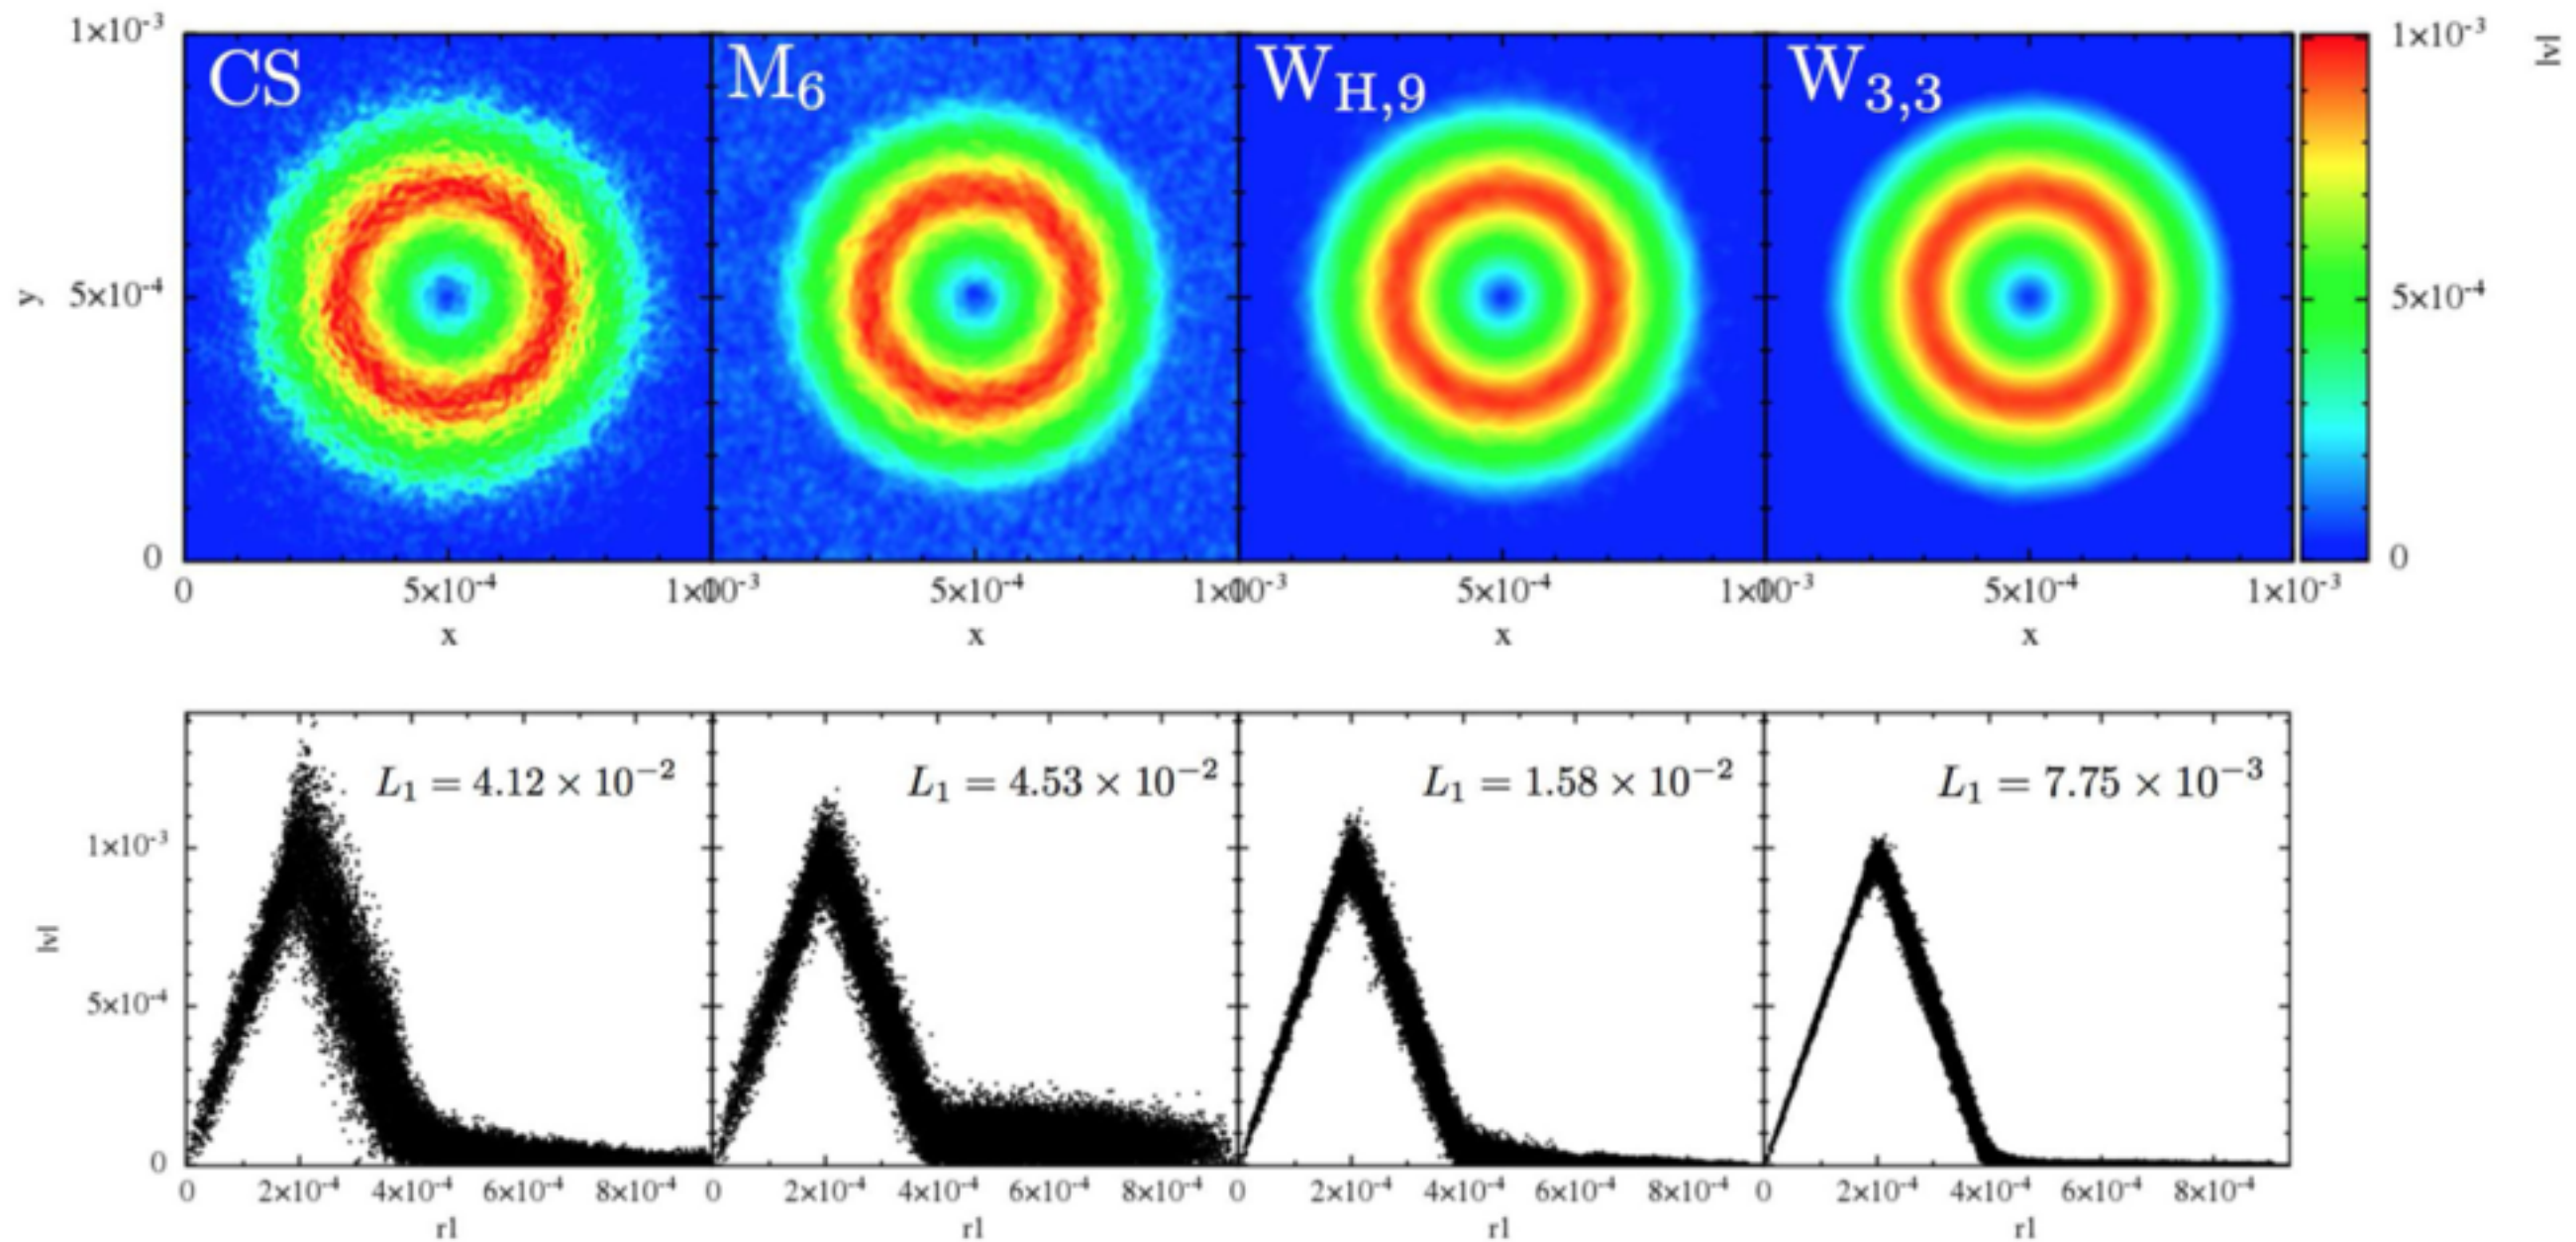 1×10⁻³
CS
M₆
W_H,9
W₃,₃
1×10⁻³
|v|
y
5×10⁻⁴
5×10⁻⁴
0
0
0
5×10⁻⁴
1×10⁻³
0
5×10⁻⁴
1×10⁻³
0
5×10⁻⁴
1×10⁻³
0
5×10⁻⁴
1×10⁻³
x
x
x
x
L₁ = 4.12 × 10⁻²
L₁ = 4.53 × 10⁻²
L₁ = 1.58 × 10⁻²
L₁ = 7.75 × 10⁻³
1×10⁻³
|v|
5×10⁻⁴
0
0
2×10⁻⁴
4×10⁻⁴
6×10⁻⁴
8×10⁻⁴
0
2×10⁻⁴
4×10⁻⁴
6×10⁻⁴
8×10⁻⁴
0
2×10⁻⁴
4×10⁻⁴
6×10⁻⁴
8×10⁻⁴
0
2×10⁻⁴
4×10⁻⁴
6×10⁻⁴
8×10⁻⁴
r1
r1
r1
r1